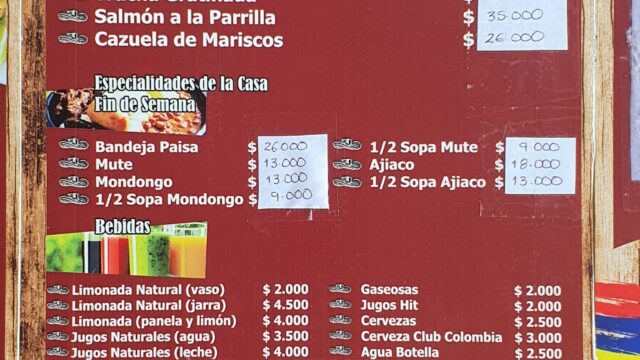 Salmón a la Parrilla $ 35.000
Cazuela de Mariscos $ 26.000
Especialidades de la Casa
Fin de Semana
Bandeja Paisa $ 26.000
Mute $ 13.000
Mondongo $ 13.000
1/2 Sopa Mondongo $ 9.000
1/2 Sopa Mute $ 9.000
Ajiaco $ 18.000
1/2 Sopa Ajiaco $ 13.000
Bebidas
Limonada Natural (vaso) $ 2.000
Limonada Natural (jarra) $ 4.500
Limonada (panela y limón) $ 4.000
Jugos Naturales (agua) $ 3.500
Jugos Naturales (leche) $ 4.000
Gaseosas $ 2.000
Jugos Hit $ 2.000
Cervezas $ 2.500
Cerveza Club Colombia $ 3.000
Agua Botella $ 2.500